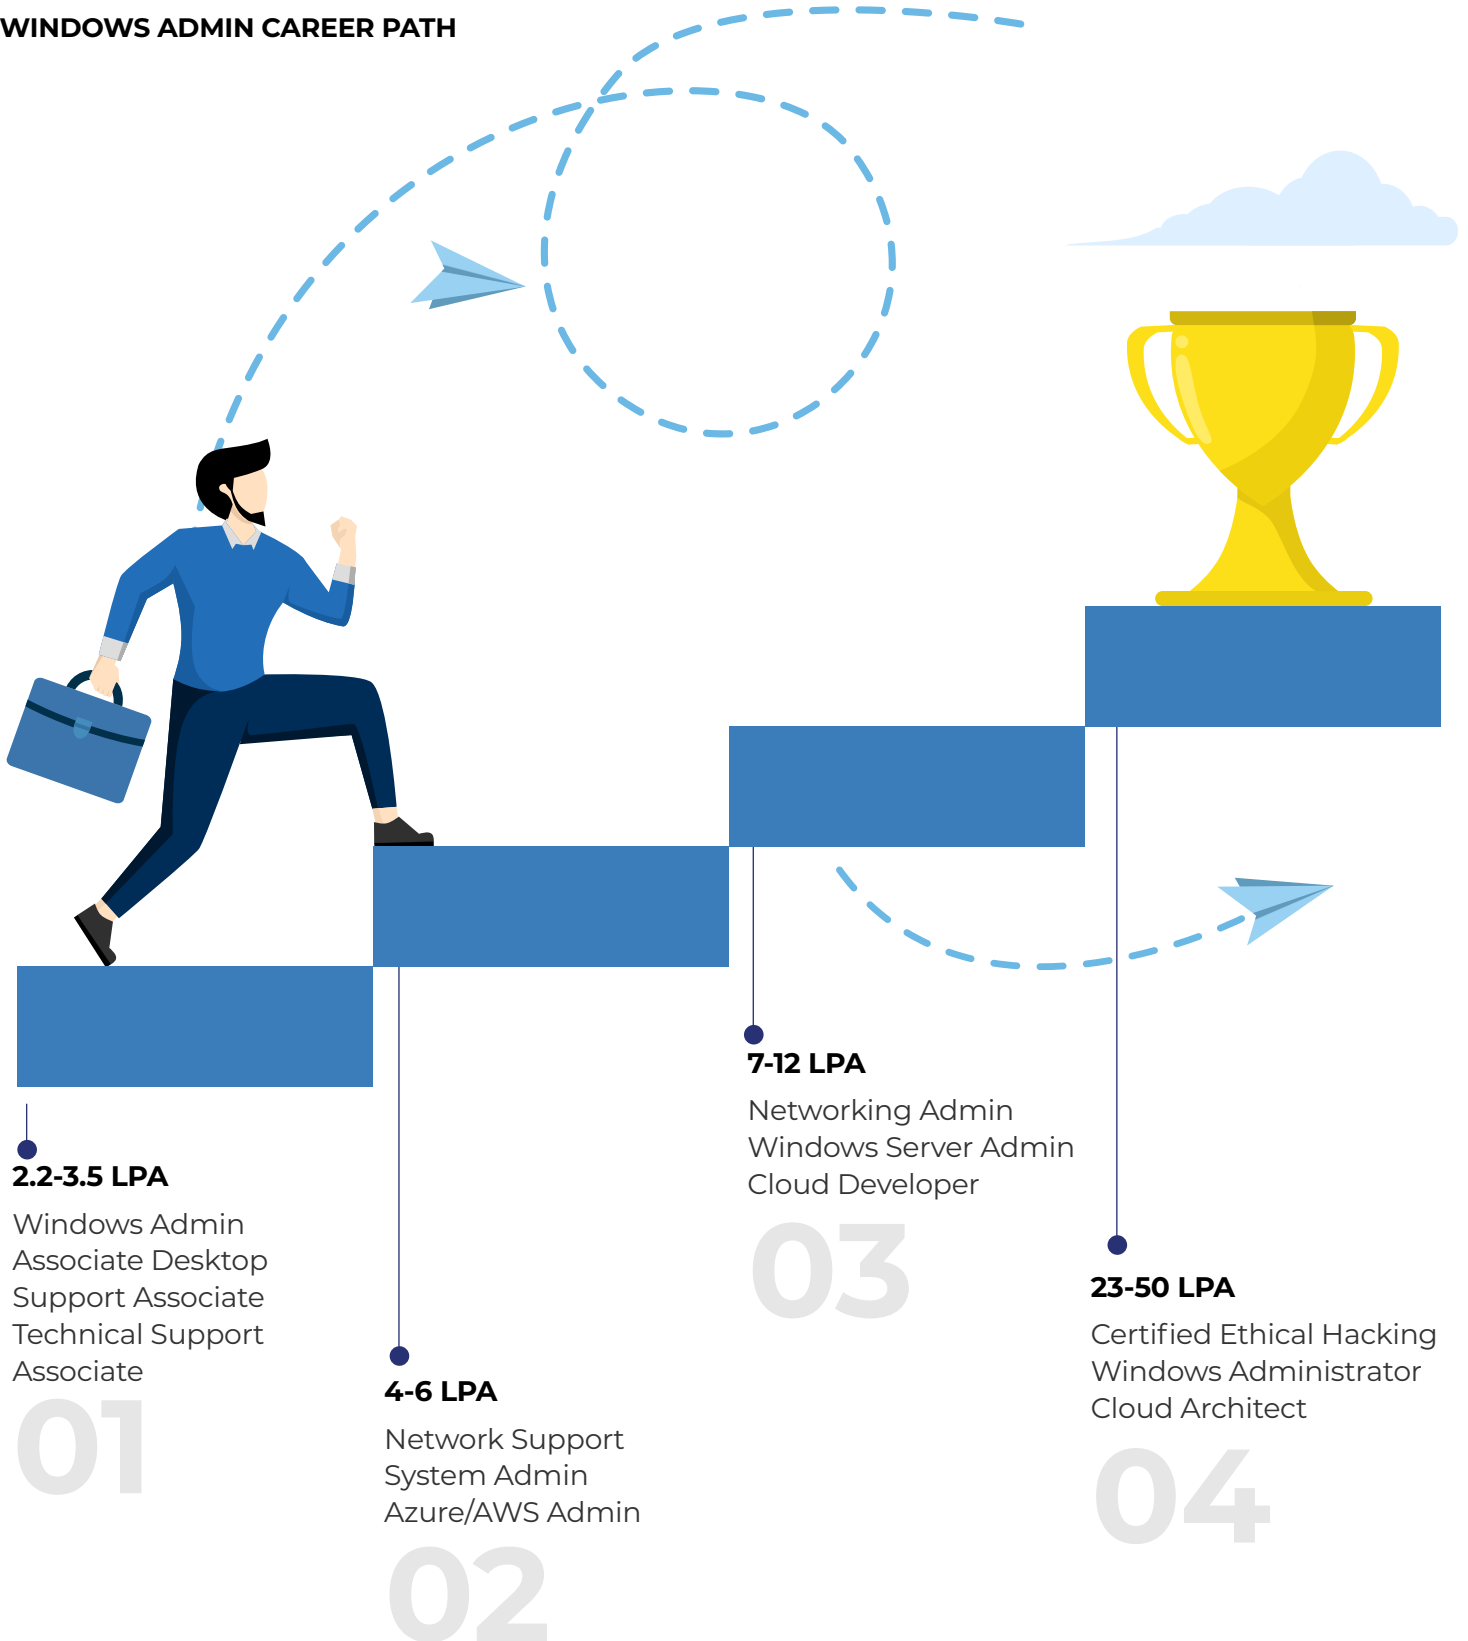 WINDOWS ADMIN CAREER PATH
2.2-3.5 LPA
Windows Admin
Associate Desktop
Support Associate
Technical Support
Associate
01
4-6 LPA
Network Support
System Admin
Azure/AWS Admin
02
7-12 LPA
Networking Admin
Windows Server Admin
Cloud Developer
03
23-50 LPA
Certified Ethical Hacking
Windows Administrator
Cloud Architect
04